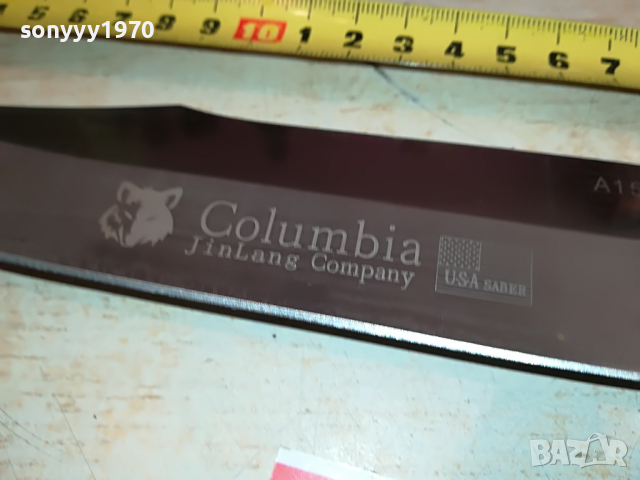 sonyyy1970
5 6 7 8 9 10 1 2 3 4 5 6 7
A1
Columbia
JinLang Company
USA SABER
BAZAR